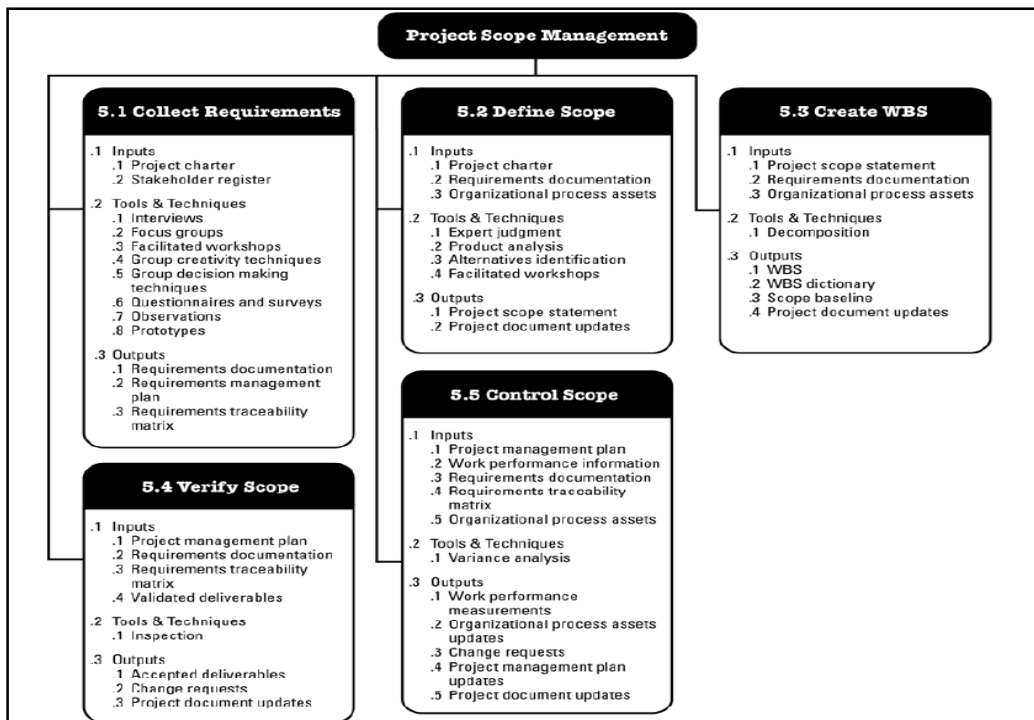 Project Scope Management
5.1 Collect Requirements
.1 Inputs
.1 Project charter
.2 Stakeholder register
.2 Tools & Techniques
.1 Interviews
.2 Focus groups
.3 Facilitated workshops
.4 Group creativity techniques
.5 Group decision making
techniques
.6 Questionnaires and surveys
.7 Observations
.8 Prototypes
.3 Outputs
.1 Requirements documentation
.2 Requirements management
plan
.3 Requirements traceability
matrix
5.2 Define Scope
.1 Inputs
.1 Project charter
.2 Requirements documentation
.3 Organizational process assets
.2 Tools & Techniques
.1 Expert judgment
.2 Product analysis
.3 Alternatives identification
.4 Facilitated workshops
.3 Outputs
.1 Project scope statement
.2 Project document updates
5.3 Create WBS
.1 Inputs
.1 Project scope statement
.2 Requirements documentation
.3 Organizational process assets
.2 Tools & Techniques
.1 Decomposition
.3 Outputs
.1 WBS
.2 WBS dictionary
.3 Scope baseline
.4 Project document updates
5.4 Verify Scope
.1 Inputs
.1 Project management plan
.2 Requirements documentation
.3 Requirements traceability
matrix
.4 Validated deliverables
.2 Tools & Techniques
.1 Inspection
.3 Outputs
.1 Accepted deliverables
.2 Change requests
.3 Project document updates
5.5 Control Scope
.1 Inputs
.1 Project management plan
.2 Work performance information
.3 Requirements documentation
.4 Requirements traceability
matrix
.5 Organizational process assets
.2 Tools & Techniques
.1 Variance analysis
.3 Outputs
.1 Work performance
measurements
.2 Organizational process assets
updates
.3 Change requests
.4 Project management plan
updates
.5 Project document updates